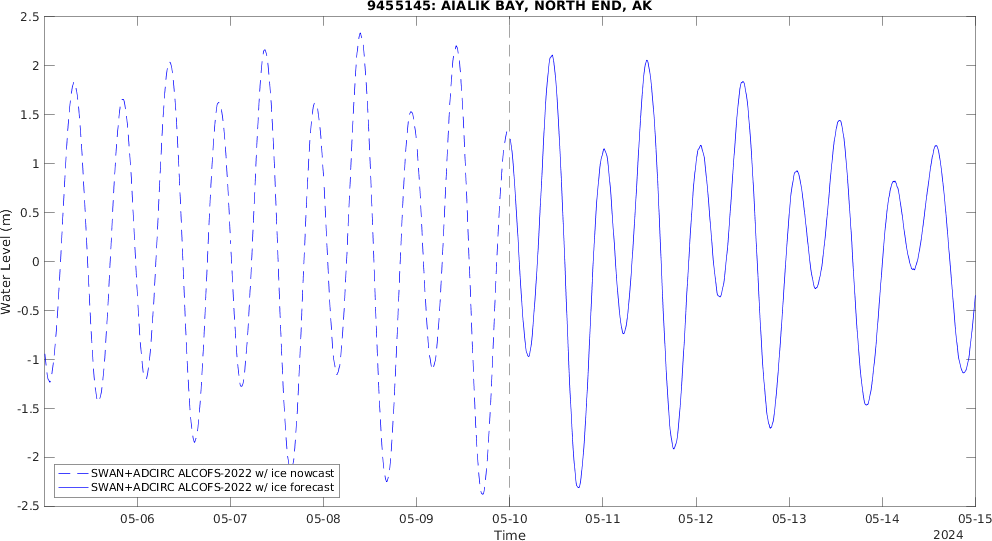 9455145: AIALIK BAY, NORTH END, AK
2.5
2
1.5
1
0.5
0
-0.5
-1
-1.5
-2
-2.5
Water Level (m)
SWAN+ADCIRC ALCOFS-2022 w/ ice nowcast
SWAN+ADCIRC ALCOFS-2022 w/ ice forecast
05-06 05-07 05-08 05-09 05-10 05-11 05-12 05-13 05-14 05-15
Time
2024